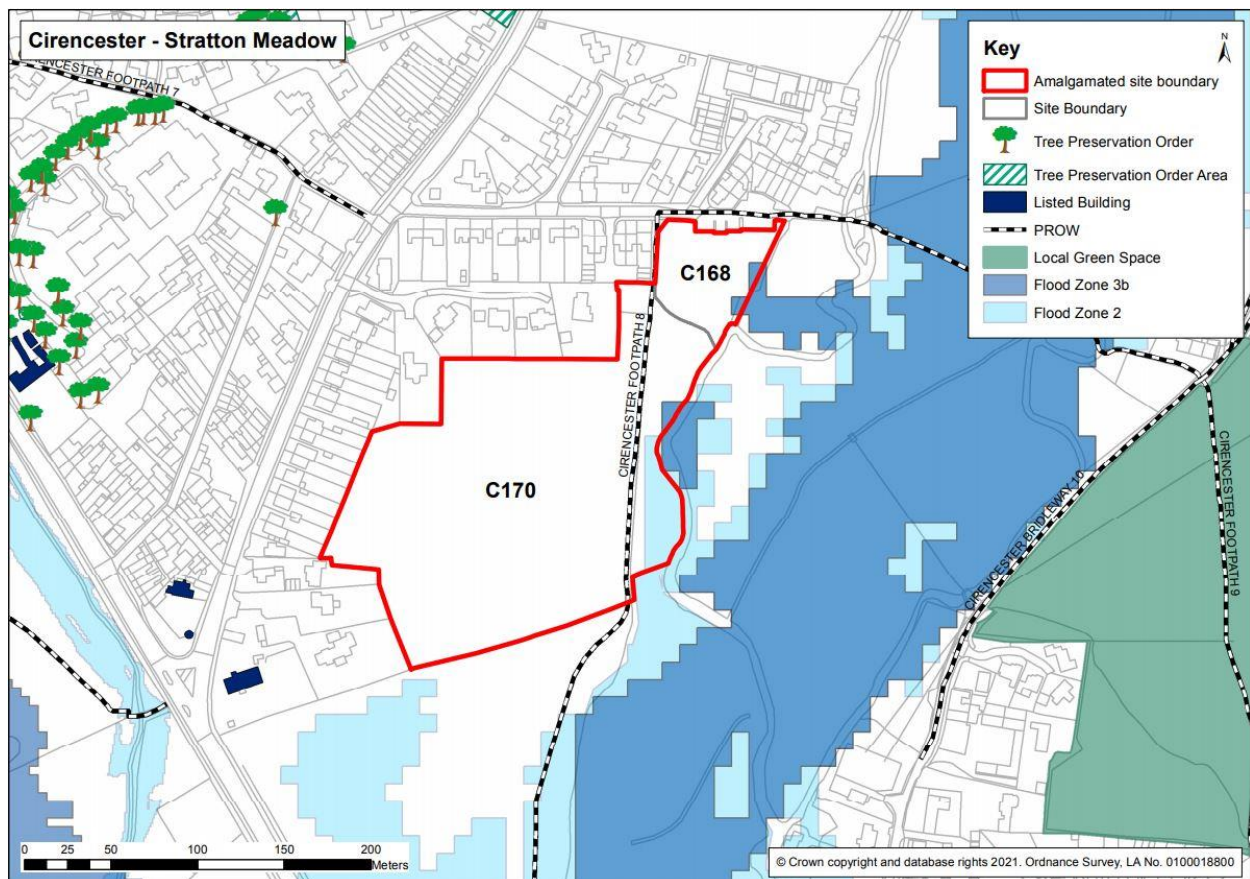 Cirencester - Stratton Meadow
CIRENCESTER FOOTPATH 7
Key
N
Amalgamated site boundary
Site Boundary
Tree Preservation Order
Tree Preservation Order Area
Listed Building
PROW
Local Green Space
Flood Zone 3b
Flood Zone 2
C168
CIRENCESTER FOOTPATH 8
C170
CIRENCESTER BRIDLEWAY 10
CIRENCESTER FOOTPATH 9
0 25 50 100 150 200
Meters
© Crown copyright and database rights 2021. Ordnance Survey, LA No. 0100018800